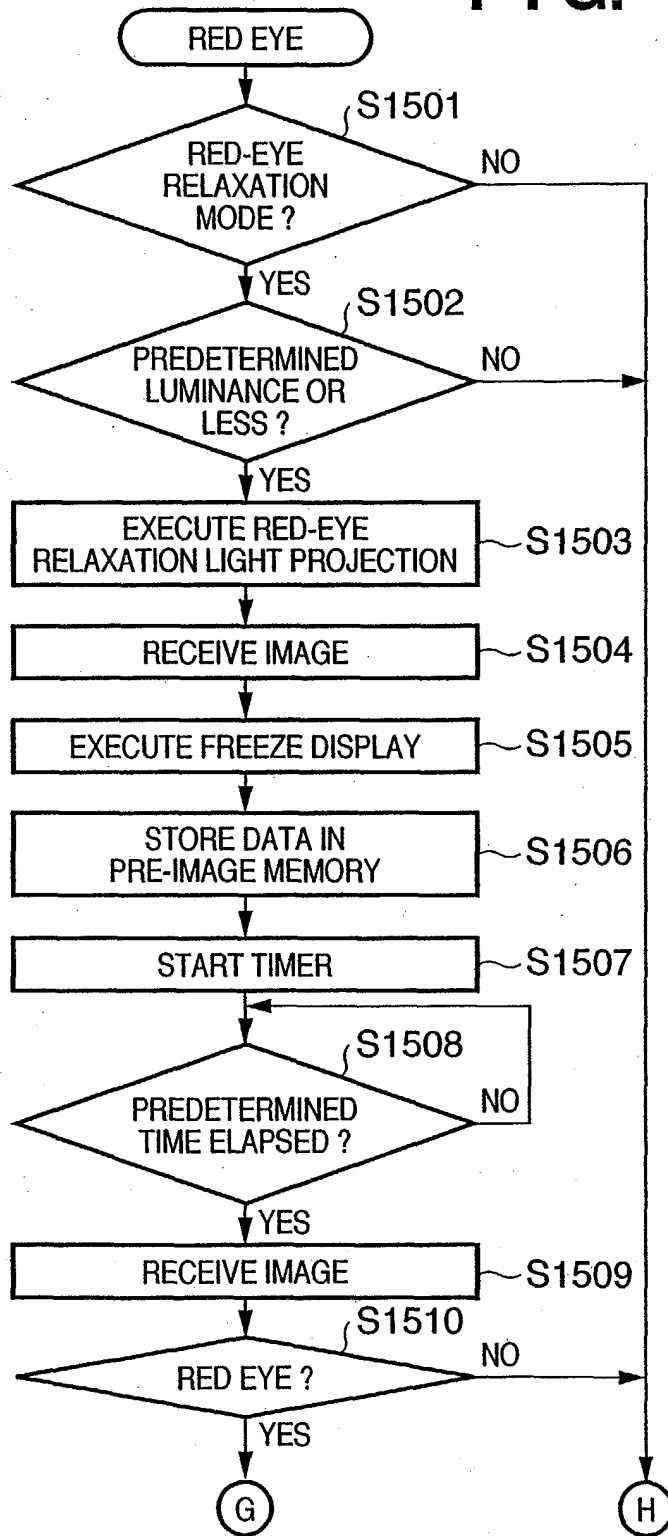 FIG.
RED EYE
S1501
RED-EYE
RELAXATION
MODE ?
NO
YES
S1502
PREDETERMINED
LUMINANCE OR
LESS ?
NO
YES
EXECUTE RED-EYE
RELAXATION LIGHT PROJECTION
S1503
RECEIVE IMAGE
S1504
EXECUTE FREEZE DISPLAY
S1505
STORE DATA IN
PRE-IMAGE MEMORY
S1506
START TIMER
S1507
S1508
PREDETERMINED
TIME ELAPSED ?
NO
YES
RECEIVE IMAGE
S1509
S1510
RED EYE ?
NO
YES
G
H